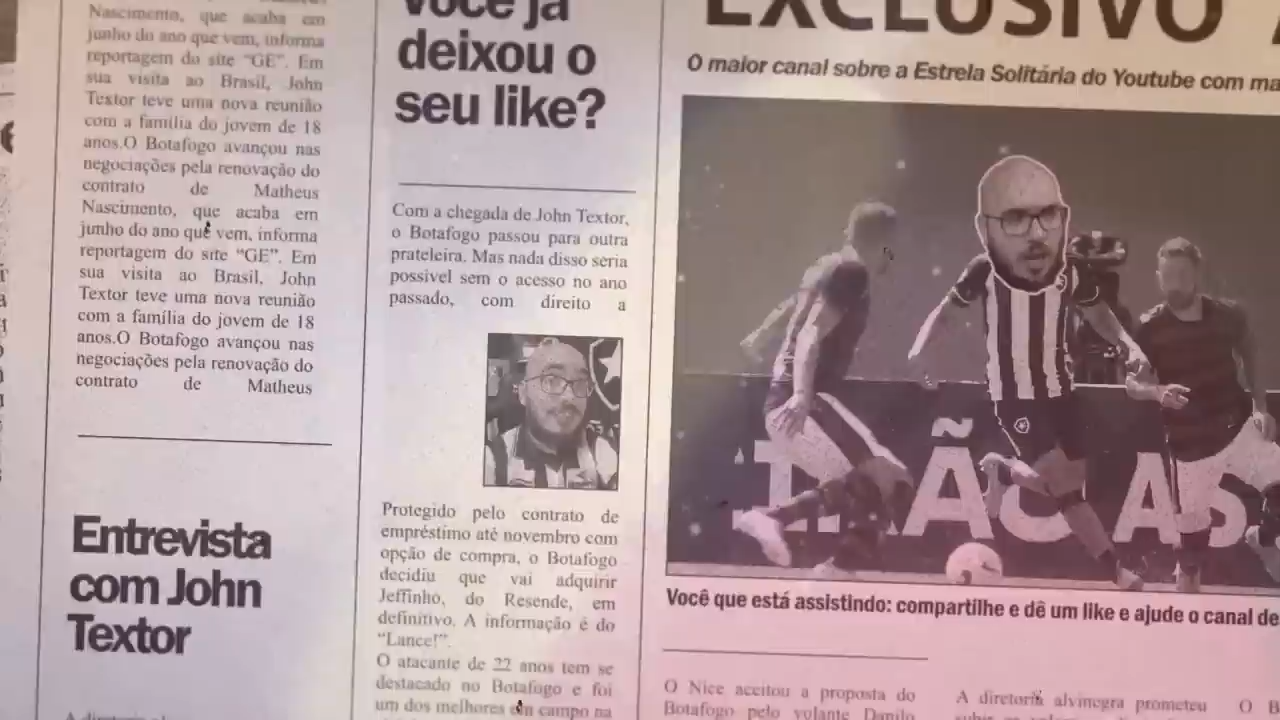 Nascimento, que acaba em
junho do ano que vem, informa
reportagem do site “GE”. Em
sua visita ao Brasil, John
Textor teve uma nova reunião
com a família do jovem de 18
anos.O Botafogo avançou nas
negociações pela renovação do
contrato de Matheus
Nascimento, que acaba em
junho do ano que vem, informa
reportagem do site “GE”. Em
sua visita ao Brasil, John
Textor teve uma nova reunião
com a família do jovem de 18
anos.O Botafogo avançou nas
negociações pela renovação do
contrato de Matheus
Entrevista
com John
Textor
Você já
deixou o
seu like?
Com a chegada de John Textor,
o Botafogo passou para outra
prateleira. Mas nada disso seria
possível sem o acesso no ano
passado, com direito a
Protegido pelo contrato de
empréstimo até novembro com
opção de compra, o Botafogo
decidiu que vai adquirir
Jeffinho, do Resende, em
definitivo. A informação é do
“Lance!”.
O atacante de 22 anos tem se
destacado no Botafogo e foi
um dos melhores em campo na
EXCLUSIVO
O maior canal sobre a Estrela Solitária do Youtube com ma
ÃO AS
Você que está assistindo: compartilhe e dê um like e ajude o canal de
O Nice aceitou a proposta do
Botafogo pelo volante Danilo
A diretoria alvinegra prometeu
O B